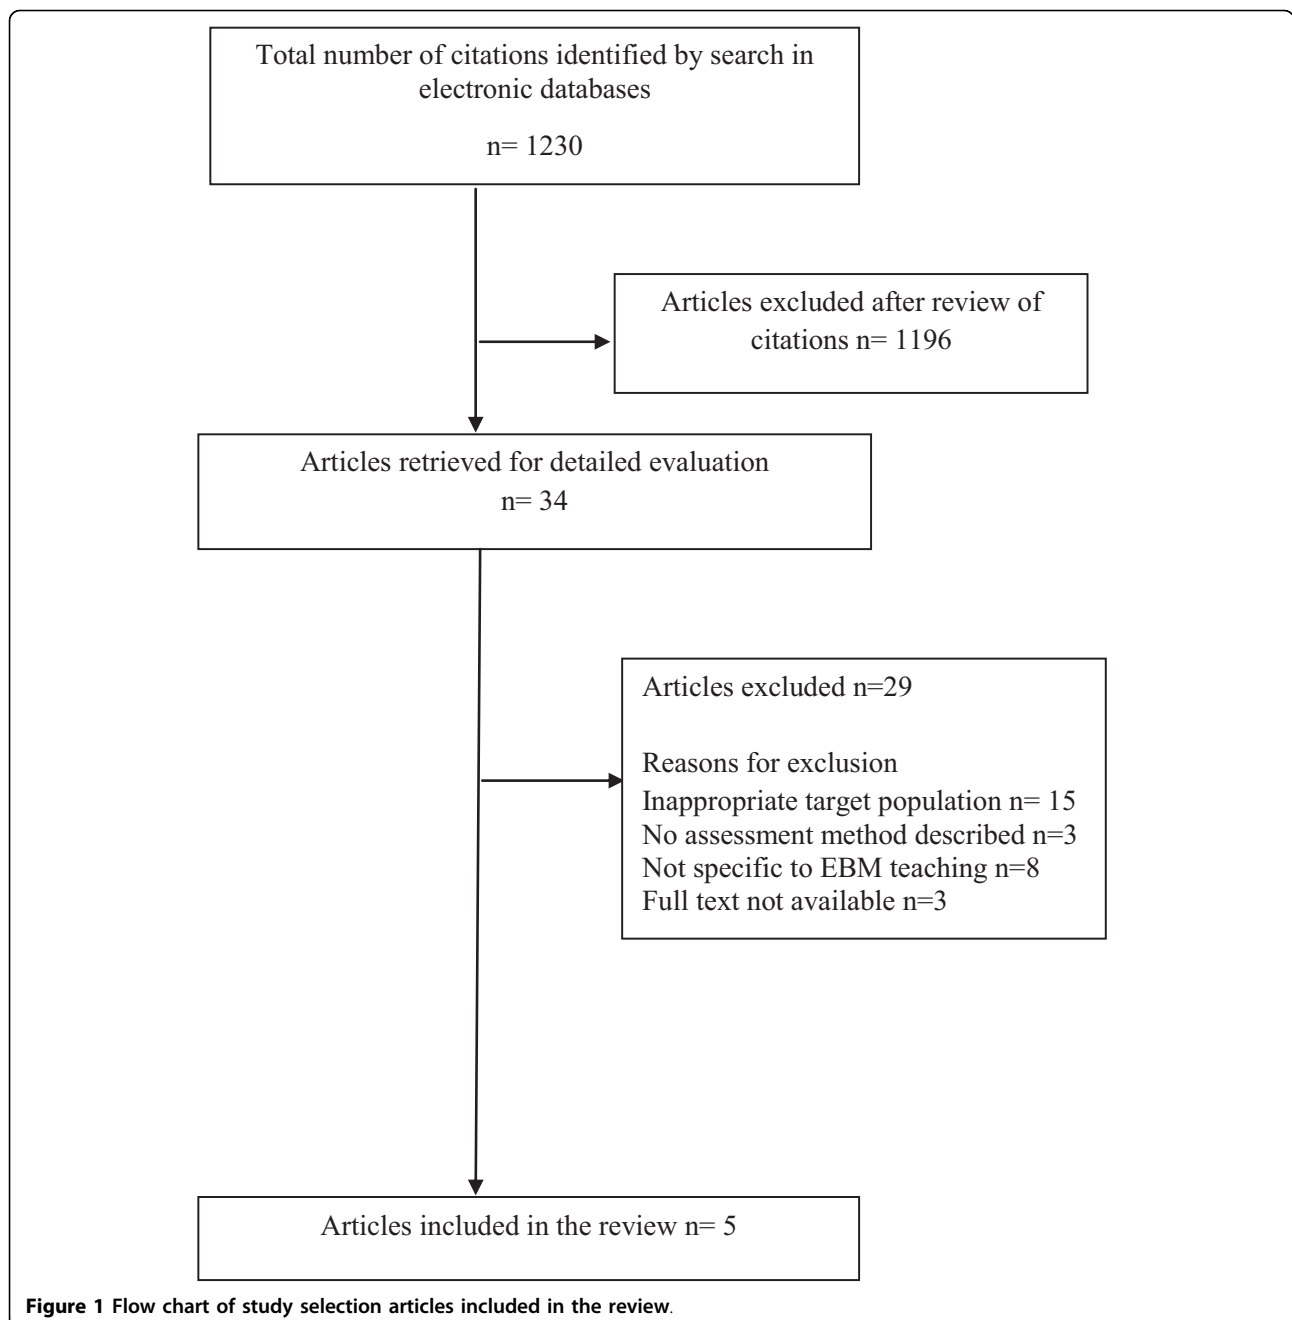 Total number of citations identified by search in
electronic databases
n= 1230
Articles excluded after review of
citations n= 1196
Articles retrieved for detailed evaluation
n= 34
Articles excluded n=29
Reasons for exclusion
Inappropriate target population n= 15
No assessment method described n=3
Not specific to EBM teaching n=8
Full text not available n=3
Articles included in the review n= 5
Figure 1 Flow chart of study selection articles included in the review.